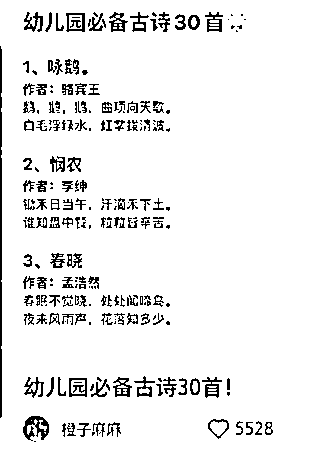 幼儿园必备古诗30首
1、咏鹅。
作者：骆宾王
鹅，鹅，鹅，曲项向天歌。
白毛浮绿水，红掌拨清波。
2、悯农
作者：李绅
锄禾日当午，汗滴禾下土。
谁知盘中餐，粒粒皆辛苦。
3、春晓
作者：孟浩然
春眠不觉晓，处处闻啼鸟。
夜来风雨声，花落知多少。
幼儿园必备古诗30首！
橙子麻麻
5528